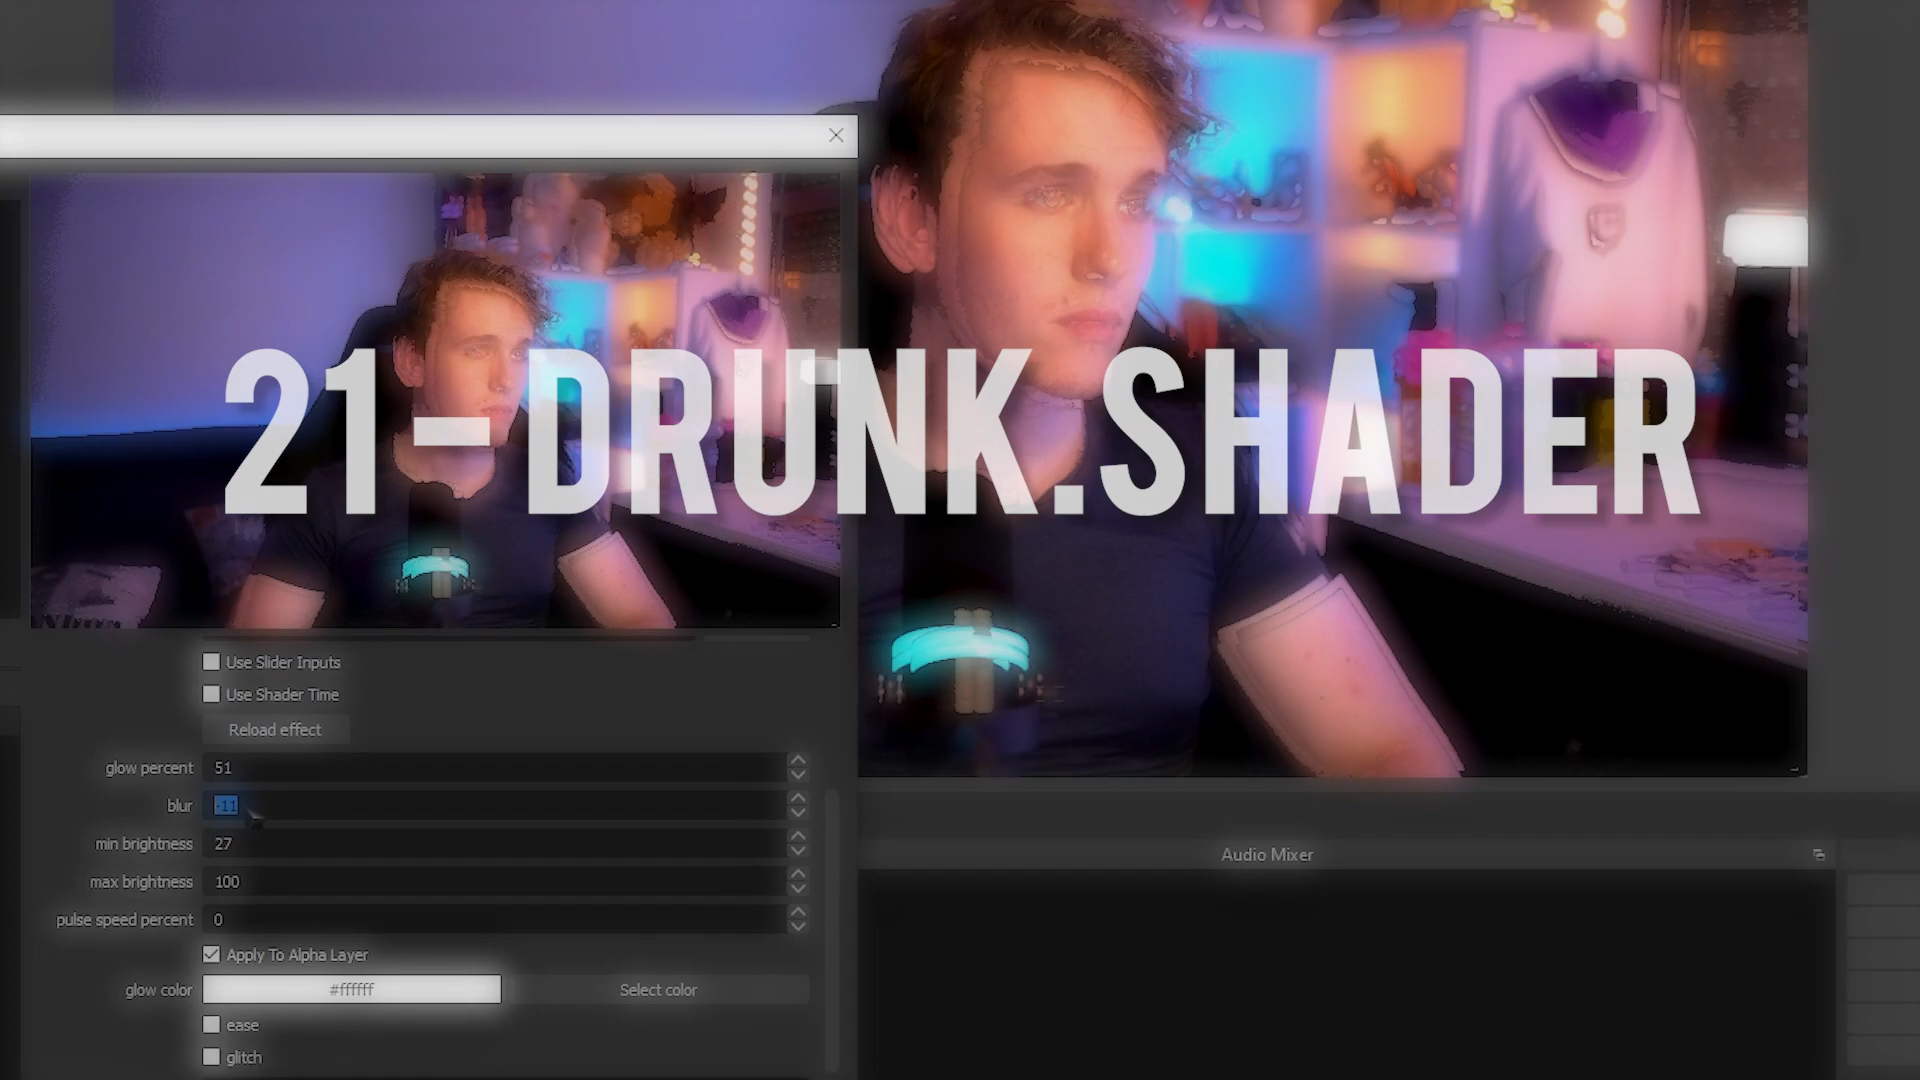 21 - DRUNK.SHADER
Use Slider Inputs
Use Shader Time
Reload effect
glow percent 51
blur -11
min brightness 27
max brightness 100
pulse speed percent 0
Apply To Alpha Layer
glow color #ffffff Select color
ease
glitch
Audio Mixer